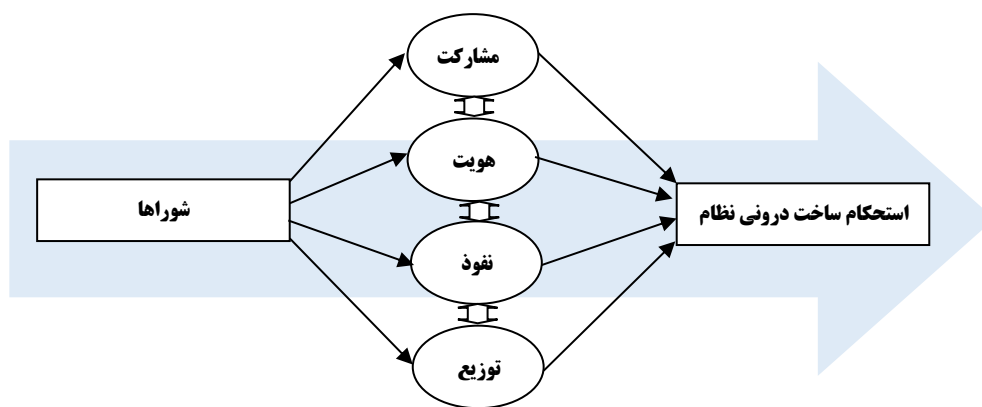 مشارکت
هویت
شوراها
استحکام ساخت درونی نظام
نفوذ
توزیع